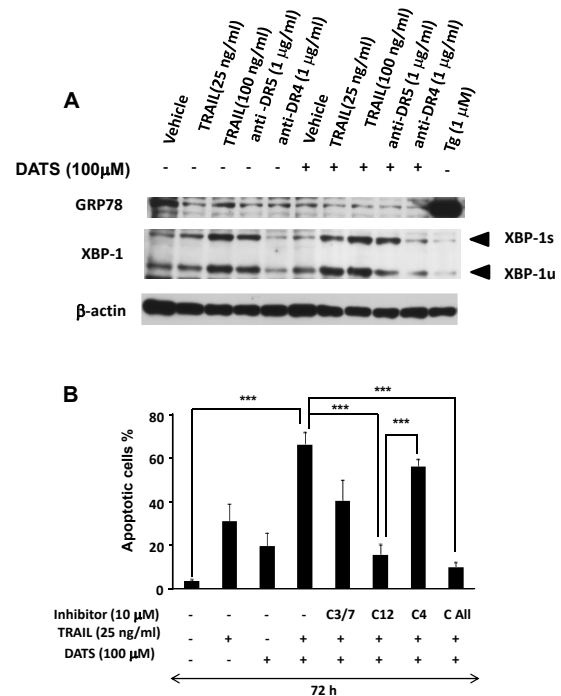 A
Vehicle
TRAIL(25 ng/ml)
TRAIL(100 ng/ml)
anti -DR5 (1 μg/ml)
anti-DR4 (1 μg/ml)
Vehicle
TRAIL(25 ng/ml)
TRAIL(100 ng/ml)
anti-DR5 (1 μg/ml)
anti-DR4 (1 μg/ml)
Tg (1 μM)
DATS (100μM) - - - - - + + + + + -
GRP78
XBP-1
XBP-1s
XBP-1u
β-actin
B
*** *** *** ***
Apoptotic cells %
80
60
40
20
0
Inhibitor (10 μM) - - - - C3/7 C12 C4 C All
TRAIL (25 ng/ml) - + - + + + + +
DATS (100 μM) - - + + + + + +
72 h